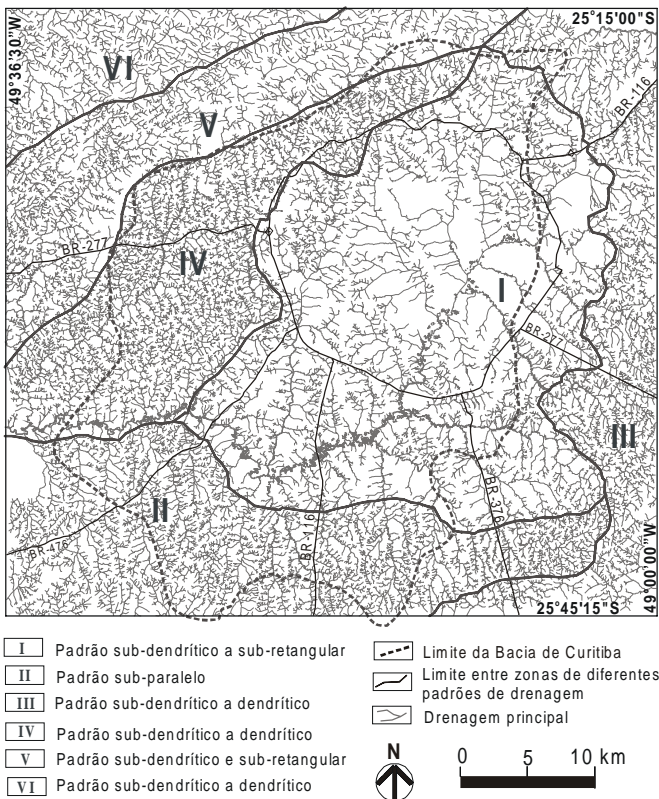 25°15'00"S
49°36'30"W
VI
BR-116
V
BR-277
IV
I
BR-277
III
II
BR-476
BR-116
BR-376
49°00'00"W
25°45'15"S
I Padrão sub-dendrítico a sub-retangular
II Padrão sub-paralelo
III Padrão sub-dendrítico a dendrítico
IV Padrão sub-dendrítico a dendrítico
V Padrão sub-dendrítico e sub-retangular
VI Padrão sub-dendrítico a dendrítico
Limite da Bacia de Curitiba
Limite entre zonas de diferentes
padrões de drenagem
Drenagem principal
N
0 5 10 km